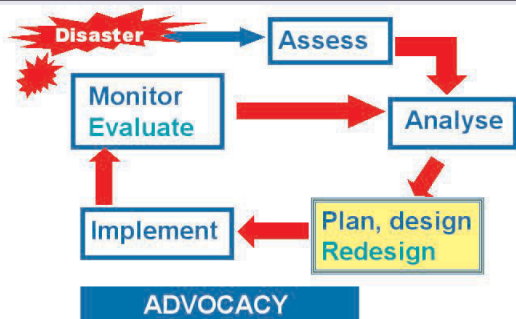 Disaster
Assess
Monitor
Evaluate
Analyse
Plan, design
Redesign
Implement
ADVOCACY